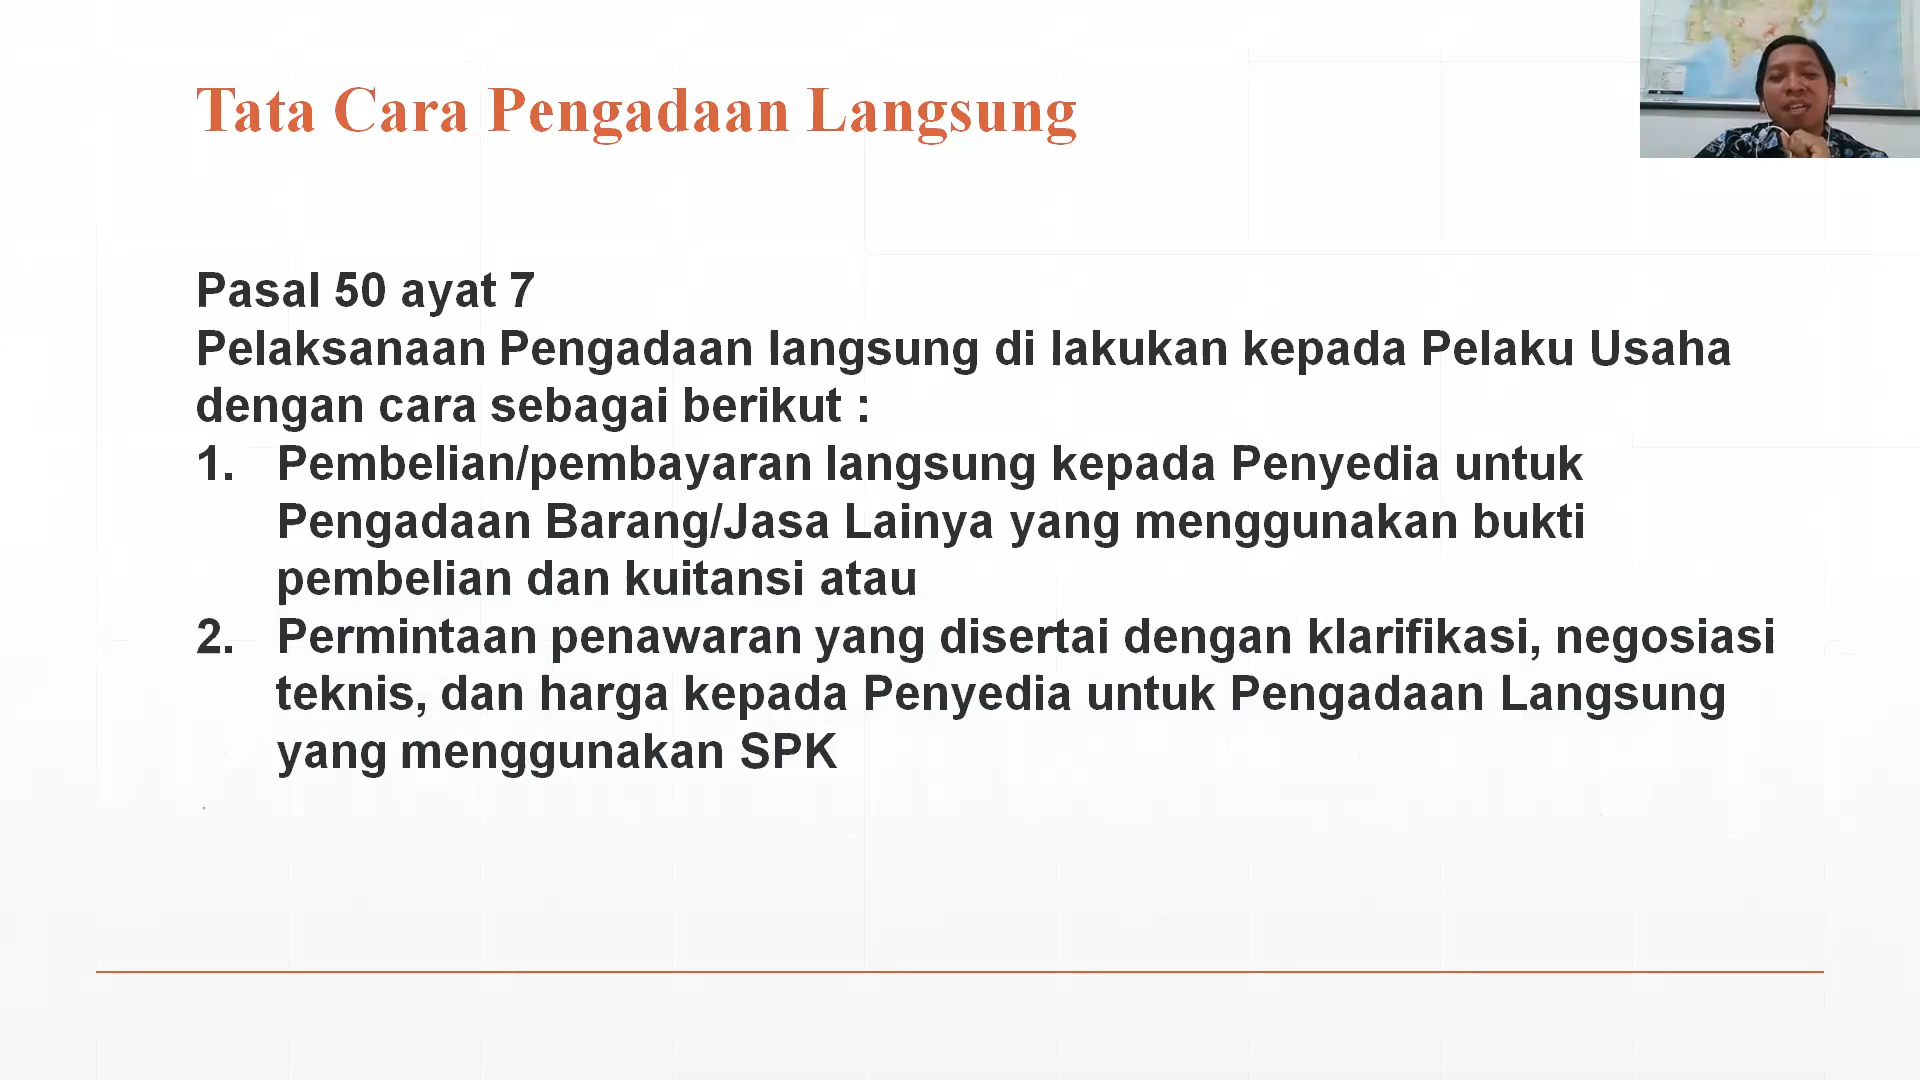 Tata Cara Pengadaan Langsung
Pasal 50 ayat 7
Pelaksanaan Pengadaan langsung di lakukan kepada Pelaku Usaha
dengan cara sebagai berikut :
1. Pembelian/pembayaran langsung kepada Penyedia untuk
Pengadaan Barang/Jasa Lainya yang menggunakan bukti
pembelian dan kuitansi atau
2. Permintaan penawaran yang disertai dengan klarifikasi, negosiasi
teknis, dan harga kepada Penyedia untuk Pengadaan Langsung
yang menggunakan SPK